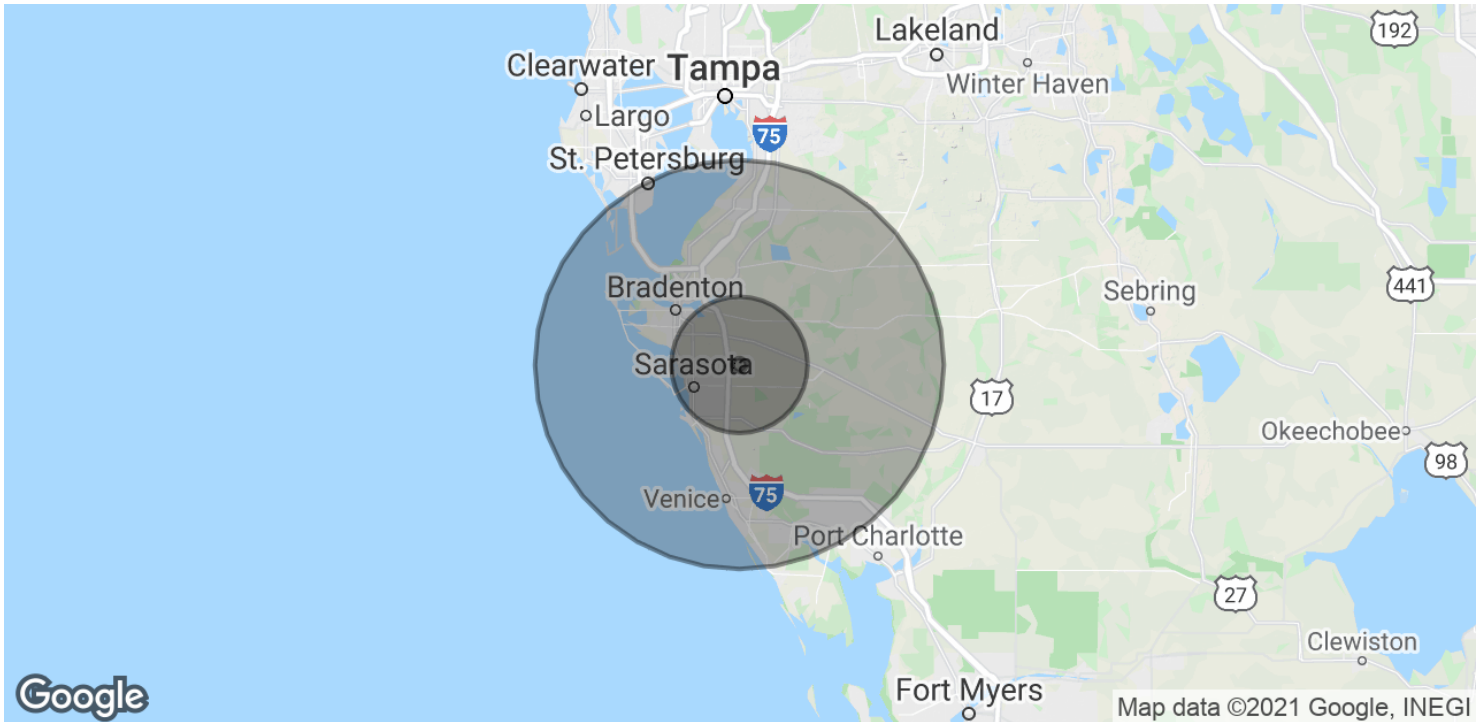 Lakeland
192
Clearwater
Tampa
Winter Haven
Largo
75
St. Petersburg
Bradenton
441
Sebring
Sarasota
17
Okeechobee
98
Venice
75
Port Charlotte
27
Clewiston
Fort Myers
Google
Map data ©2021 Google, INEGI